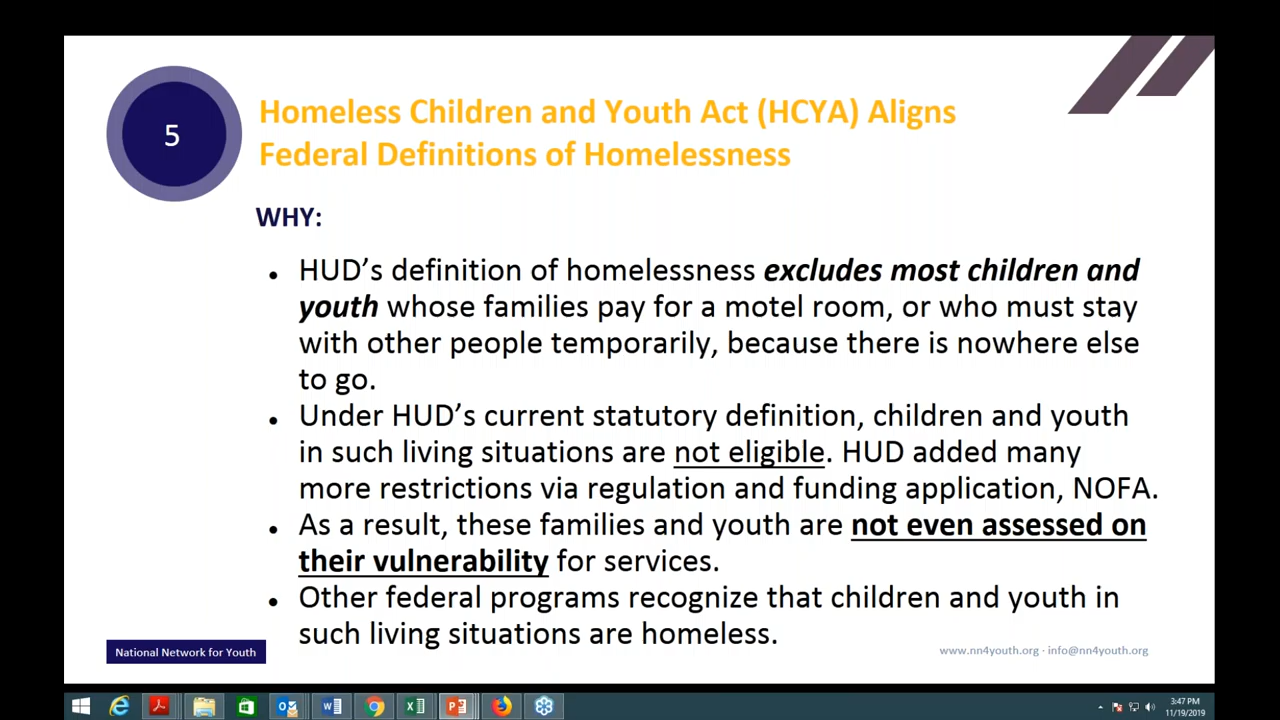 5
Homeless Children and Youth Act (HCYA) Aligns
Federal Definitions of Homelessness
WHY:
• HUD’s definition of homelessness excludes most children and
youth whose families pay for a motel room, or who must stay
with other people temporarily, because there is nowhere else
to go.
• Under HUD’s current statutory definition, children and youth
in such living situations are not eligible. HUD added many
more restrictions via regulation and funding application, NOFA.
• As a result, these families and youth are not even assessed on
their vulnerability for services.
• Other federal programs recognize that children and youth in
such living situations are homeless.
National Network for Youth
www.nn4youth.org · info@nn4youth.org
3:47 PM
11/19/2019